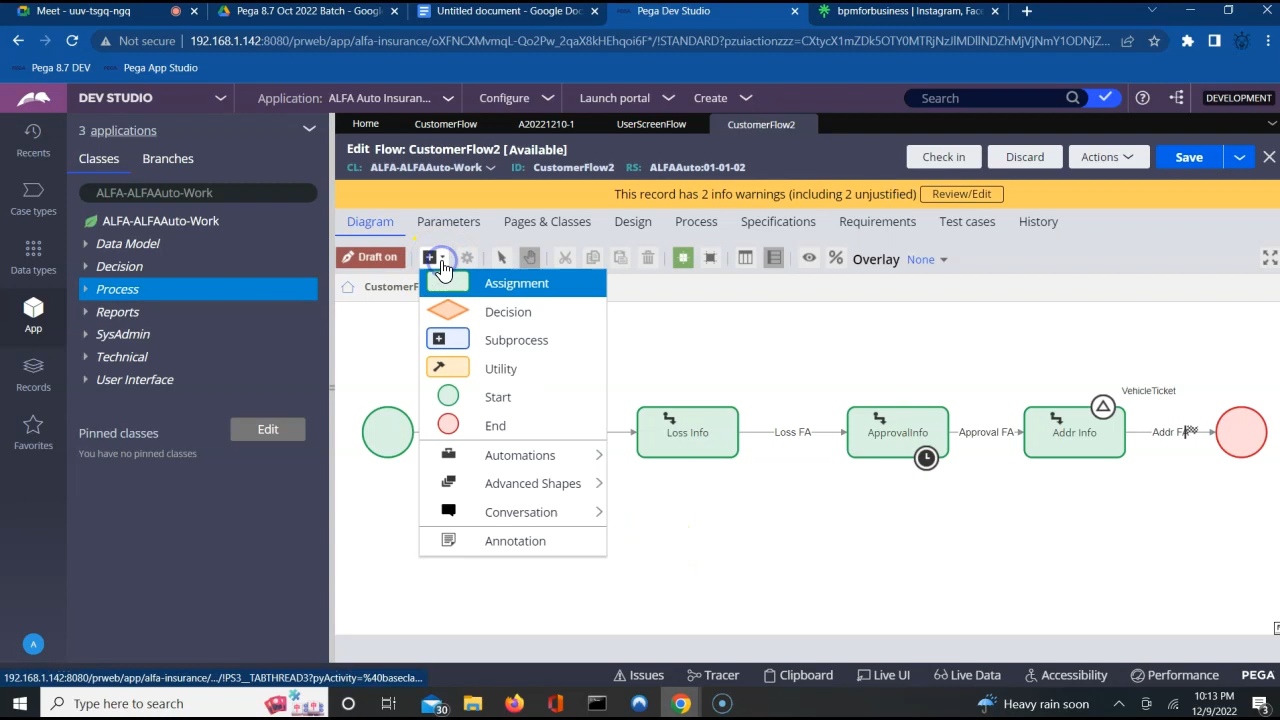 Meet - uuv-tsgq-nqg
Pega 8.7 Oct 2022 Batch - Googl
Untitled document - Google Doc
Pega Dev Studio
bpmforbusiness | Instagram, Fac
Not secure | 192.168.1.142:8080/prweb/app/alfa-insurance/
Pega 8.7 DEV
Pega App Studio
DEV STUDIO
Application: ALFA Auto Insuran...
Configure
Launch portal
Create
Search
DEVELOPMENT
Recents
Case types
Data types
App
Records
Favorites
A
3 applications
Classes
Branches
ALFA-ALFAAuto-Work
ALFA-ALFAAuto-Work
Data Model
Decision
Process
Reports
SysAdmin
Technical
User Interface
Pinned classes
Edit
You have no pinned classes
Home
CustomerFlow
A20221210-1
UserScreenFlow
CustomerFlow2
Edit Flow: CustomerFlow2 [Available]
CL: ALFA-ALFAAuto-Work
ID: CustomerFlow2
RS: ALFAAuto:01-01-02
Check in
Discard
Actions
Save
This record has 2 info warnings (including 2 unjustified)
Review/Edit
Diagram
Parameters
Pages & Classes
Design
Process
Specifications
Requirements
Test cases
History
Draft on
Overlay
None
CustomerF
Assignment
Decision
Subprocess
Utility
Start
End
Automations
Advanced Shapes
Conversation
Annotation
Loss Info
Loss FA
ApprovalInfo
Approval FA
VehicleTicket
Addr Info
Addr F
192.168.1.142:8080/prweb/app/alfa-insurance/.../!PS3__TABTHREAD3?pyActivity=%40basecla...
Issues
Tracer
Clipboard
Live UI
Live Data
Accessibility
Performance
PEGA
Type here to search
30
Heavy rain soon
10:13 PM
12/9/2022
3